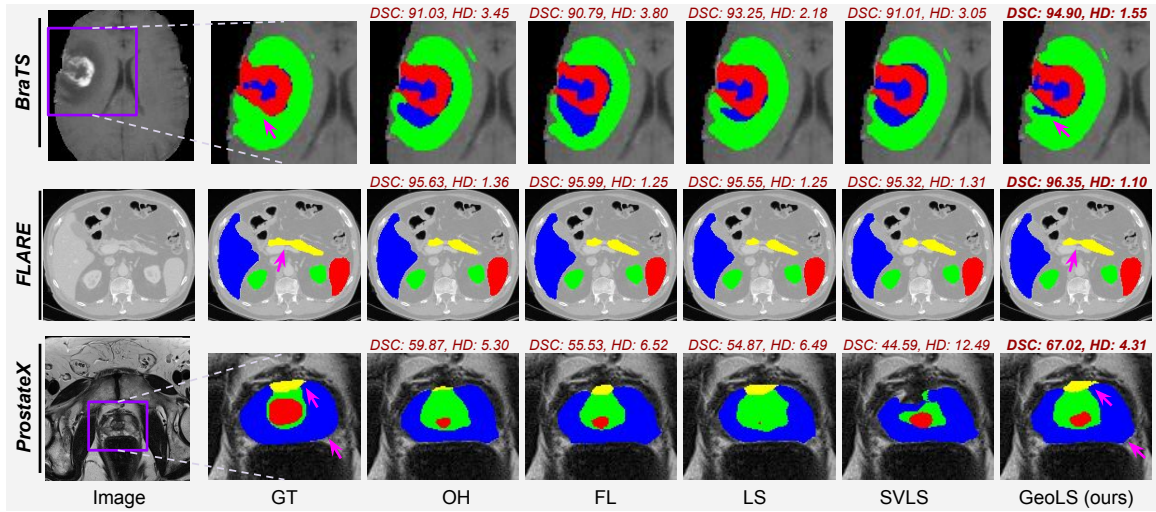 DSC: 91.03, HD: 3.45 DSC: 90.79, HD: 3.80 DSC: 93.25, HD: 2.18 DSC: 91.01, HD: 3.05 DSC: 94.90, HD: 1.55
BraTS
DSC: 95.63, HD: 1.36 DSC: 95.99, HD: 1.25 DSC: 95.55, HD: 1.25 DSC: 95.32, HD: 1.31 DSC: 96.35, HD: 1.10
FLARE
DSC: 59.87, HD: 5.30 DSC: 55.53, HD: 6.52 DSC: 54.87, HD: 6.49 DSC: 44.59, HD: 12.49 DSC: 67.02, HD: 4.31
ProstateX
Image GT OH FL LS SVLS GeoLS (ours)